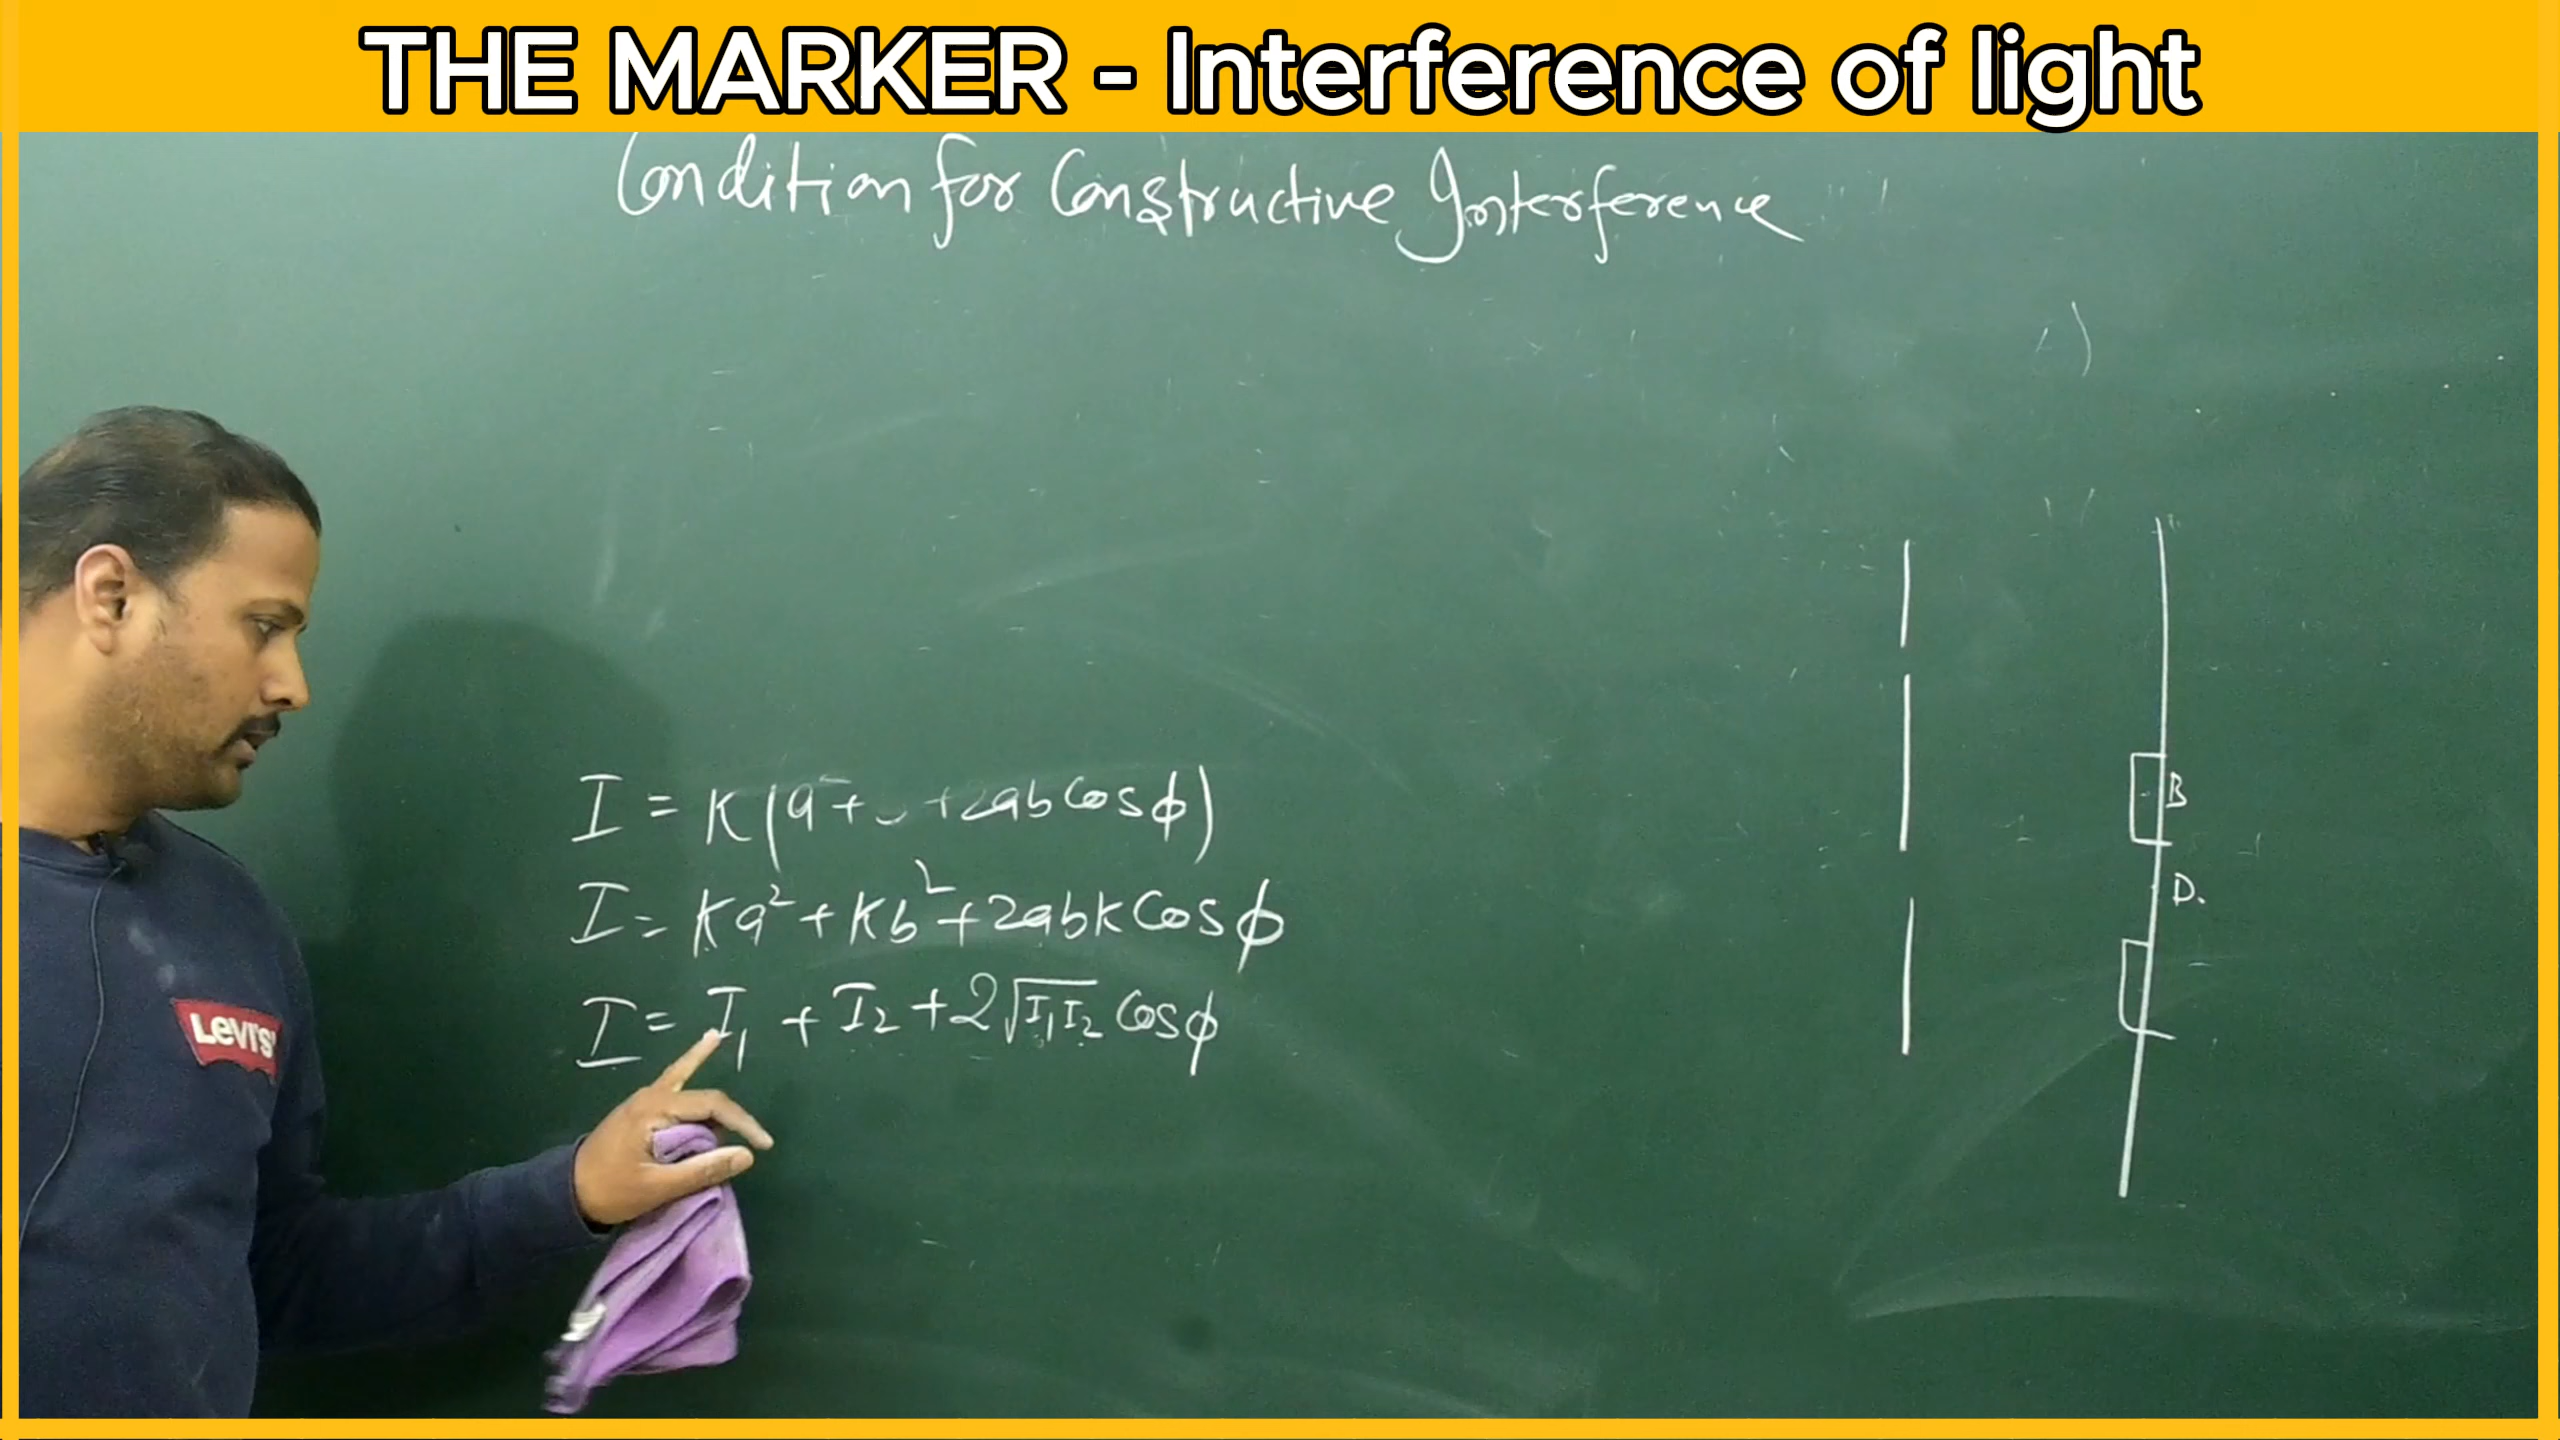 THE MARKER - Interference of light
Condition for Constructive Interference
I = K(a² + + 2ab Cos ϕ)
I = Ka² + Kb² + 2abk Cos ϕ
I = I₁ + I₂ + 2√I₁I₂ Cos ϕ
B
D.
Levi's